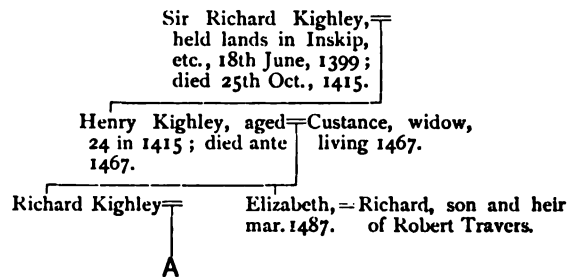 Sir Richard Kighley,
held lands in Inskip,
etc., 18th June, 1399;
died 25th Oct., 1415.
Henry Kighley, aged
24 in 1415; died ante
1467.
Custance, widow,
living 1467.
Richard Kighley
Elizabeth,
mar. 1487.
Richard, son and heir
of Robert Travers.
A